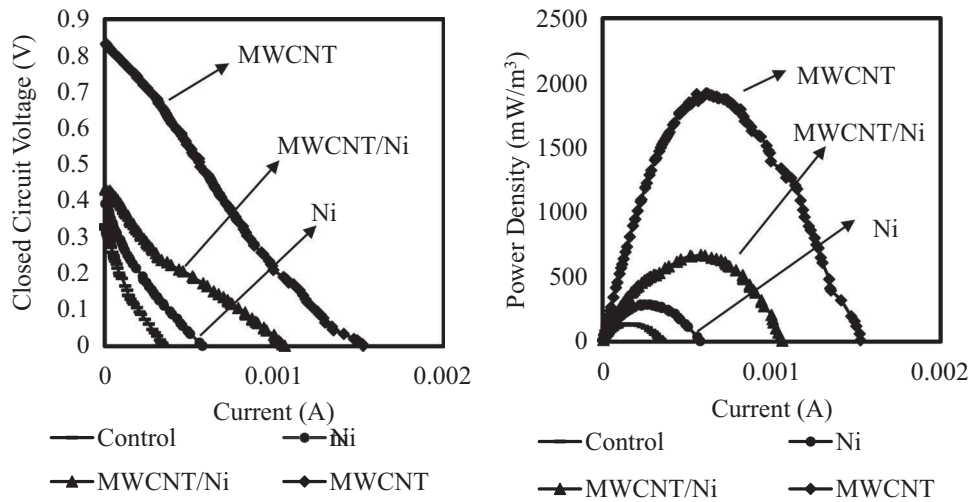 0.9
0.8
0.7
0.6
0.5
0.4
0.3
0.2
0.1
0
Closed Circuit Voltage (V)
MWCNT
MWCNT/Ni
Ni
0 0.001 0.002
Current (A)
Control Ni
MWCNT/Ni MWCNT
2500
2000
1500
1000
500
0
Power Density (mW/m³)
MWCNT
MWCNT/Ni
Ni
0 0.001 0.002
Current (A)
Control Ni
MWCNT/Ni MWCNT